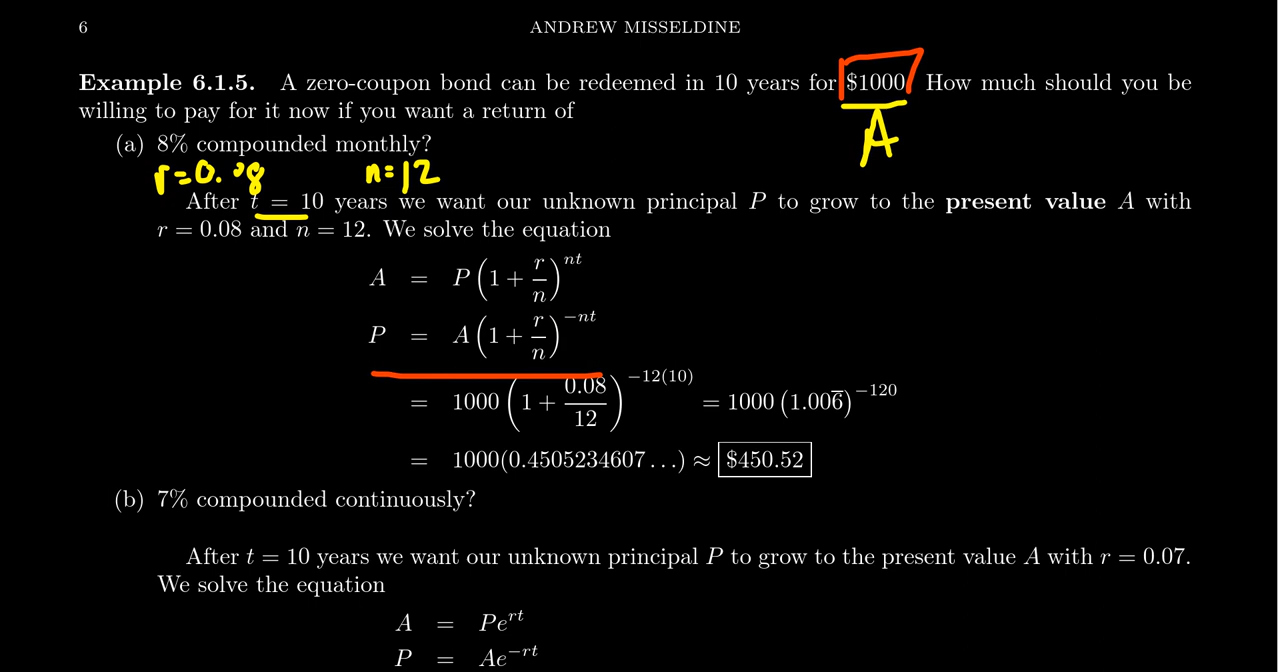 6 ANDREW MISSELDINE
Example 6.1.5. A zero-coupon bond can be redeemed in 10 years for $1000. How much should you be
willing to pay for it now if you want a return of
A
(a) 8% compounded monthly?
r=0.08 n=12
After t = 10 years we want our unknown principal P to grow to the present value A with
r = 0.08 and n = 12. We solve the equation
A = P(1 + r/n)^{nt}
P = A(1 + r/n)^{-nt}
= 1000(1 + 0.08/12)^{-12(10)} = 1000(1.006̅)^{-120}
= 1000(0.4505234607...) ≈ $450.52
(b) 7% compounded continuously?
After t = 10 years we want our unknown principal P to grow to the present value A with r = 0.07.
We solve the equation
A = Pe^{rt}
P = Ae^{-rt}